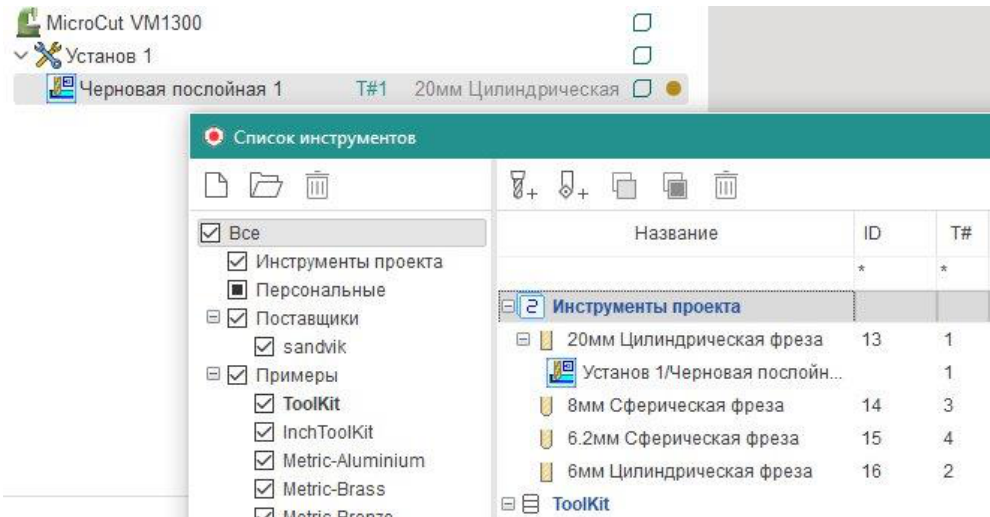 MicroCut VM1300
Установ 1
Черновая послойная 1 T#1 20мм Цилиндрическая
Список инструментов
Все
Инструменты проекта
Персональные
Поставщики
sandvik
Примеры
ToolKit
InchToolKit
Metric-Aluminium
Metric-Brass
Metric-Bronze
Название ID T#
* *
Инструменты проекта
20мм Цилиндрическая фреза 13 1
Установ 1/Черновая послойн... 1
8мм Сферическая фреза 14 3
6.2мм Сферическая фреза 15 4
6мм Цилиндрическая фреза 16 2
ToolKit